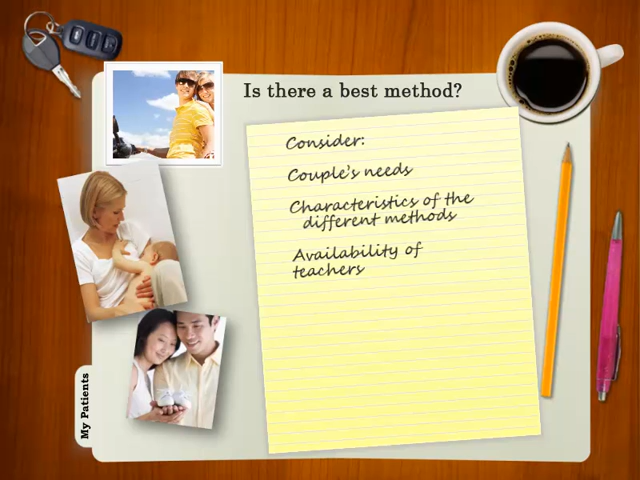 Is there a best method?
Consider:
Couple's needs
Characteristics of the
different methods
Availability of
teachers
My Patients